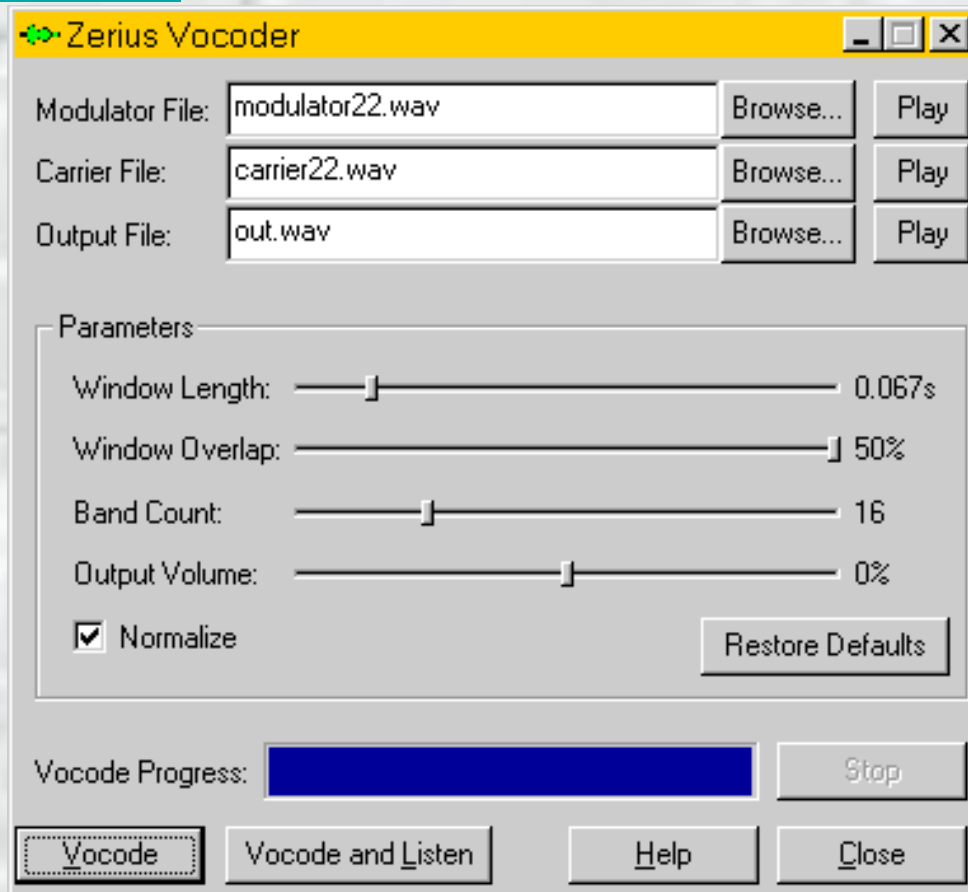 Zerius Vocoder
Modulator File: modulator22.wav Browse... Play
Carrier File: carrier22.wav Browse... Play
Output File: out.wav Browse... Play
Parameters
Window Length: 0.067s
Window Overlap: 50%
Band Count: 16
Output Volume: 0%
Normalize Restore Defaults
Vocode Progress: Stop
Vocode Vocode and Listen Help Close